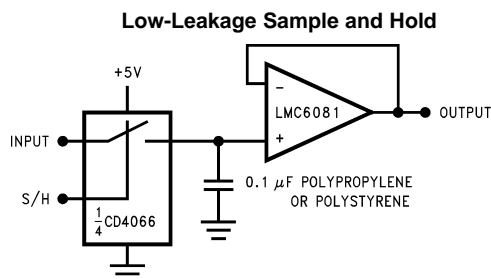 Low-Leakage Sample and Hold
+5V
-
LMC6081
OUTPUT
INPUT
+
S/H
0.1 μF POLYPROPYLENE
OR POLYSTYRENE
1/4 CD4066